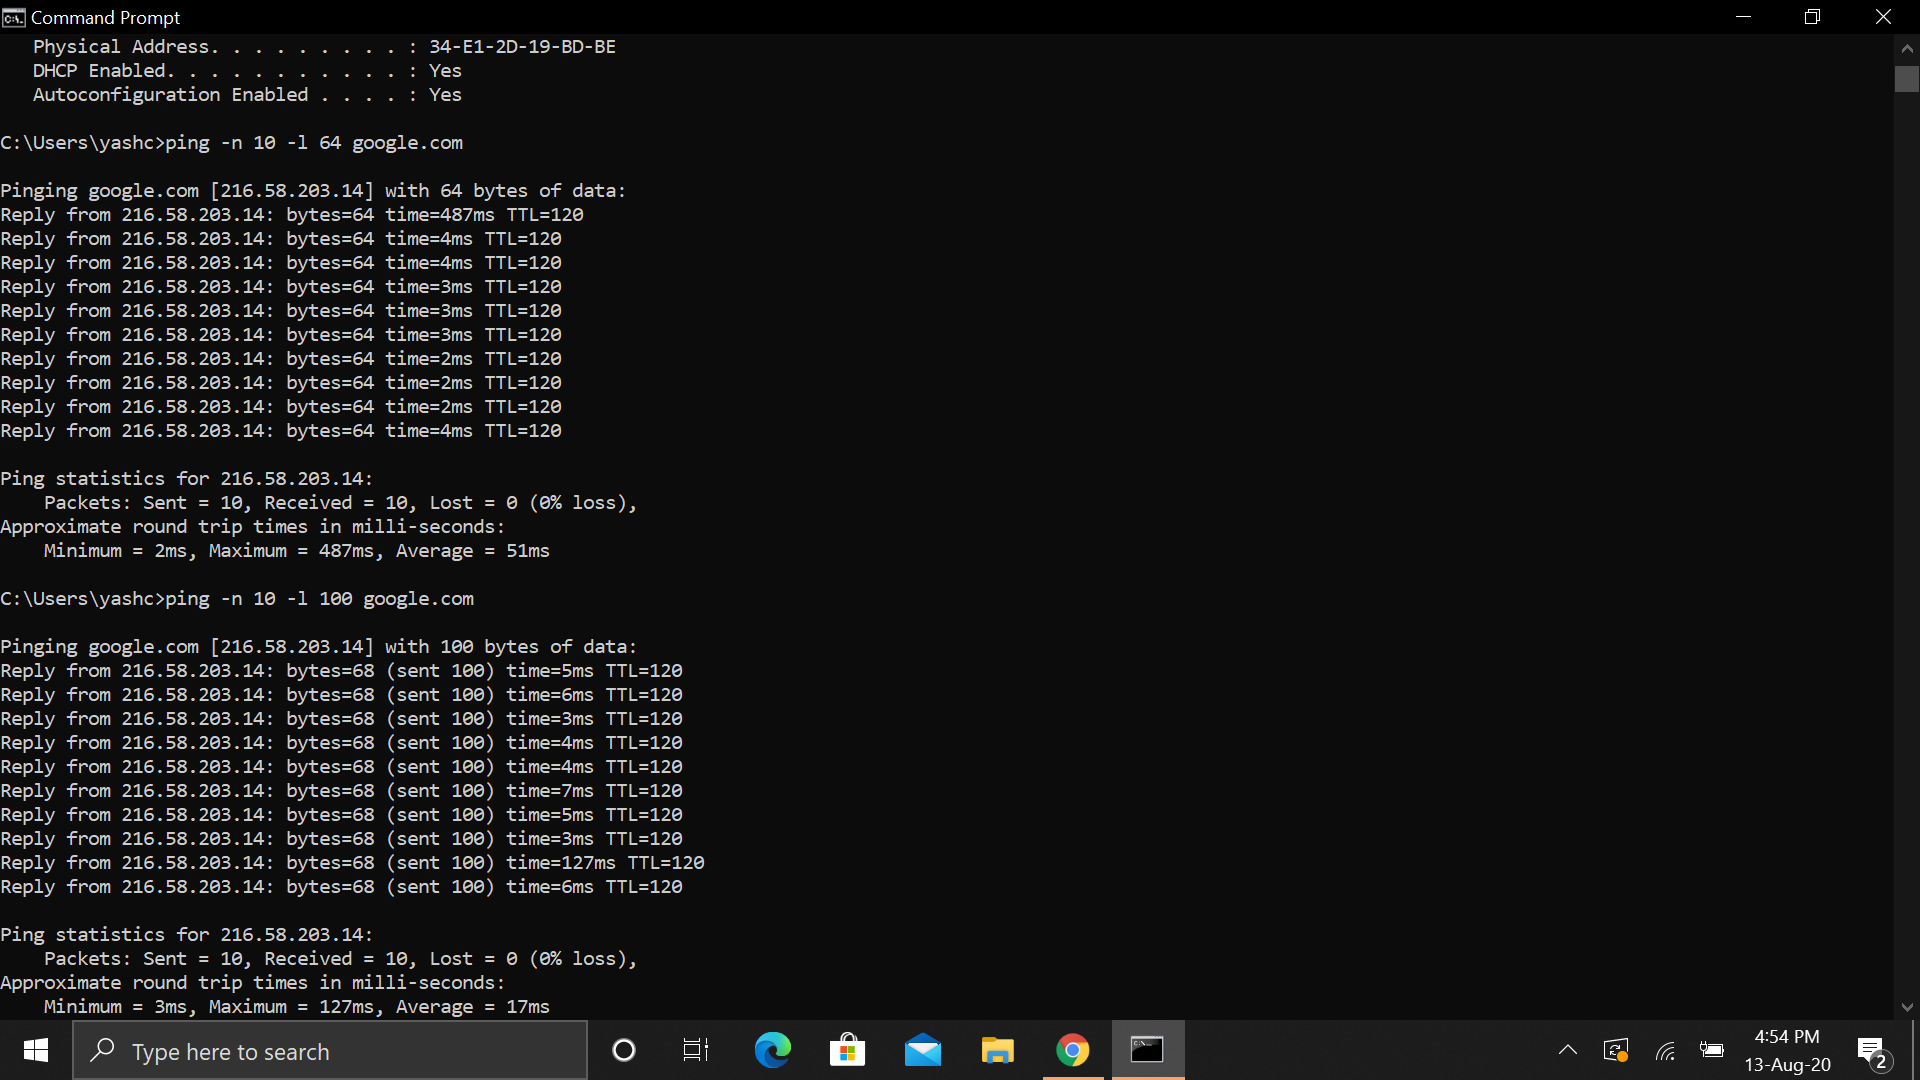 Command Prompt
   Physical Address. . . . . . . . . : 34-E1-2D-19-BD-BE
   DHCP Enabled. . . . . . . . . . . : Yes
   Autoconfiguration Enabled . . . . : Yes
C:\Users\yashc>ping -n 10 -l 64 google.com
Pinging google.com [216.58.203.14] with 64 bytes of data:
Reply from 216.58.203.14: bytes=64 time=487ms TTL=120
Reply from 216.58.203.14: bytes=64 time=4ms TTL=120
Reply from 216.58.203.14: bytes=64 time=4ms TTL=120
Reply from 216.58.203.14: bytes=64 time=3ms TTL=120
Reply from 216.58.203.14: bytes=64 time=3ms TTL=120
Reply from 216.58.203.14: bytes=64 time=3ms TTL=120
Reply from 216.58.203.14: bytes=64 time=2ms TTL=120
Reply from 216.58.203.14: bytes=64 time=2ms TTL=120
Reply from 216.58.203.14: bytes=64 time=2ms TTL=120
Reply from 216.58.203.14: bytes=64 time=4ms TTL=120
Ping statistics for 216.58.203.14:
    Packets: Sent = 10, Received = 10, Lost = 0 (0% loss),
Approximate round trip times in milli-seconds:
    Minimum = 2ms, Maximum = 487ms, Average = 51ms
C:\Users\yashc>ping -n 10 -l 100 google.com
Pinging google.com [216.58.203.14] with 100 bytes of data:
Reply from 216.58.203.14: bytes=68 (sent 100) time=5ms TTL=120
Reply from 216.58.203.14: bytes=68 (sent 100) time=6ms TTL=120
Reply from 216.58.203.14: bytes=68 (sent 100) time=3ms TTL=120
Reply from 216.58.203.14: bytes=68 (sent 100) time=4ms TTL=120
Reply from 216.58.203.14: bytes=68 (sent 100) time=4ms TTL=120
Reply from 216.58.203.14: bytes=68 (sent 100) time=7ms TTL=120
Reply from 216.58.203.14: bytes=68 (sent 100) time=5ms TTL=120
Reply from 216.58.203.14: bytes=68 (sent 100) time=3ms TTL=120
Reply from 216.58.203.14: bytes=68 (sent 100) time=127ms TTL=120
Reply from 216.58.203.14: bytes=68 (sent 100) time=6ms TTL=120
Ping statistics for 216.58.203.14:
    Packets: Sent = 10, Received = 10, Lost = 0 (0% loss),
Approximate round trip times in milli-seconds:
    Minimum = 3ms, Maximum = 127ms, Average = 17ms
Type here to search
4:54 PM
13-Aug-20
2